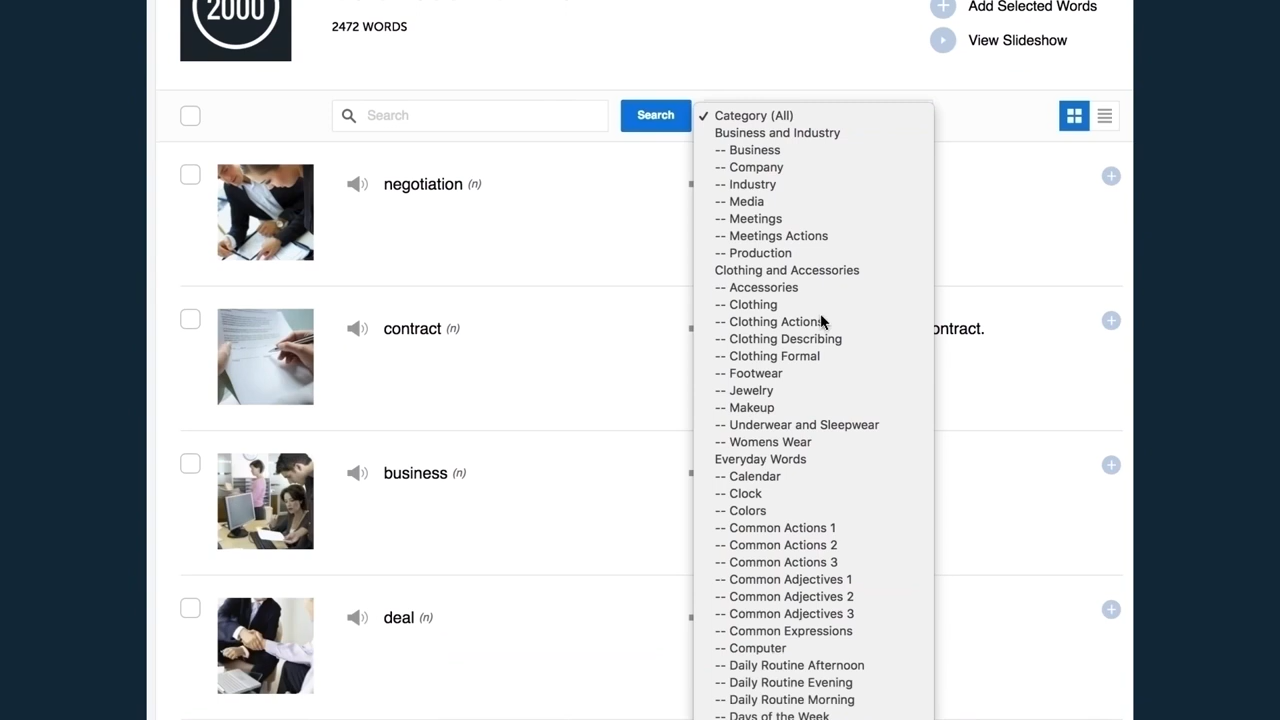 2000
2472 WORDS
Add Selected Words
View Slideshow
Search
Search
Category (All)
Business and Industry
-- Business
-- Company
-- Industry
-- Media
-- Meetings
-- Meetings Actions
-- Production
Clothing and Accessories
-- Accessories
-- Clothing
-- Clothing Actions
-- Clothing Describing
-- Clothing Formal
-- Footwear
-- Jewelry
-- Makeup
-- Underwear and Sleepwear
-- Womens Wear
Everyday Words
-- Calendar
-- Clock
-- Colors
-- Common Actions 1
-- Common Actions 2
-- Common Actions 3
-- Common Adjectives 1
-- Common Adjectives 2
-- Common Adjectives 3
-- Common Expressions
-- Computer
-- Daily Routine Afternoon
-- Daily Routine Evening
-- Daily Routine Morning
-- Days of the Week
negotiation (n)
contract (n)
ontract.
business (n)
deal (n)